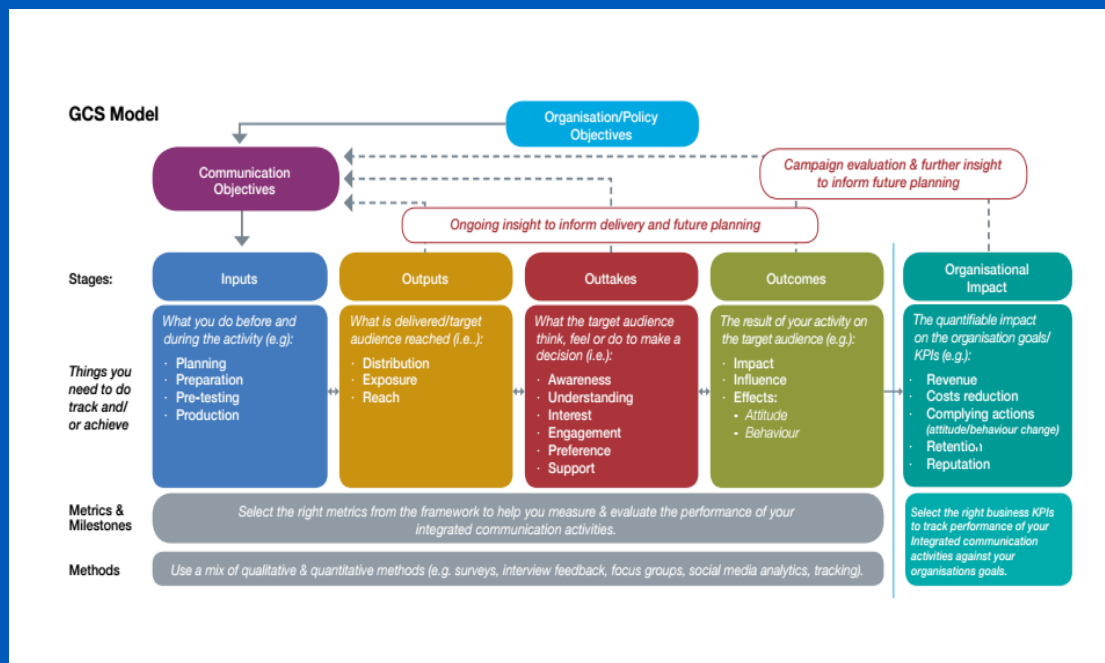 GCS Model
Organisation/Policy
Objectives
Communication
Objectives
Campaign evaluation & further insight
to inform future planning
Ongoing insight to inform delivery and future planning
Stages:
Inputs
Outputs
Outtakes
Outcomes
Organisational
Impact
Things you
need to do
track and/
or achieve
What you do before and
during the activity (e.g):
· Planning
· Preparation
· Pre-testing
· Production
What is delivered/target
audience reached (i.e..):
· Distribution
· Exposure
· Reach
What the target audience
think, feel or do to make a
decision (i.e.):
· Awareness
· Understanding
· Interest
· Engagement
· Preference
· Support
The result of your activity on
the target audience (e.g.):
· Impact
· Influence
· Effects:
- Attitude
- Behaviour
The quantifiable impact
on the organisation goals/
KPIs (e.g.):
· Revenue
· Costs reduction
· Complying actions
(attitude/behaviour change)
· Retention
· Reputation
Metrics &
Milestones
Select the right metrics from the framework to help you measure & evaluate the performance of your
integrated communication activities.
Select the right business KPIs
to track performance of your
Integrated communication
activities against your
organisations goals.
Methods
Use a mix of qualitative & quantitative methods (e.g. surveys, interview feedback, focus groups, social media analytics, tracking).